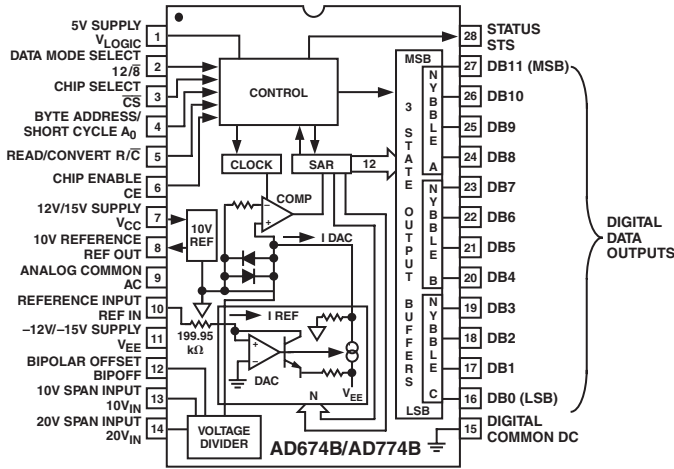 5V SUPPLY
VLOGIC
1
DATA MODE SELECT
12/8̅
2
CHIP SELECT
C̅S̅
3
BYTE ADDRESS/
SHORT CYCLE A0
4
READ/CONVERT R/C̅
5
CHIP ENABLE
CE
6
12V/15V SUPPLY
VCC
7
10V REFERENCE
REF OUT
8
ANALOG COMMON
AC
9
REFERENCE INPUT
REF IN
10
–12V/–15V SUPPLY
VEE
11
BIPOLAR OFFSET
BIPOFF
12
10V SPAN INPUT
10VIN
13
20V SPAN INPUT
20VIN
14
CONTROL
CLOCK
SAR
12
COMP
–
+
10V
REF
I DAC
I REF
199.95
kΩ
+
–
DAC
VEE
N
VOLTAGE
DIVIDER
AD674B/AD774B
MSB
3 STATE OUTPUT BUFFERS
LSB
NYBBLE A
NYBBLE B
NYBBLE C
28
STATUS
STS
27
DB11 (MSB)
26
DB10
25
DB9
24
DB8
23
DB7
22
DB6
21
DB5
20
DB4
19
DB3
18
DB2
17
DB1
16
DB0 (LSB)
15
DIGITAL
COMMON DC
DIGITAL
DATA
OUTPUTS